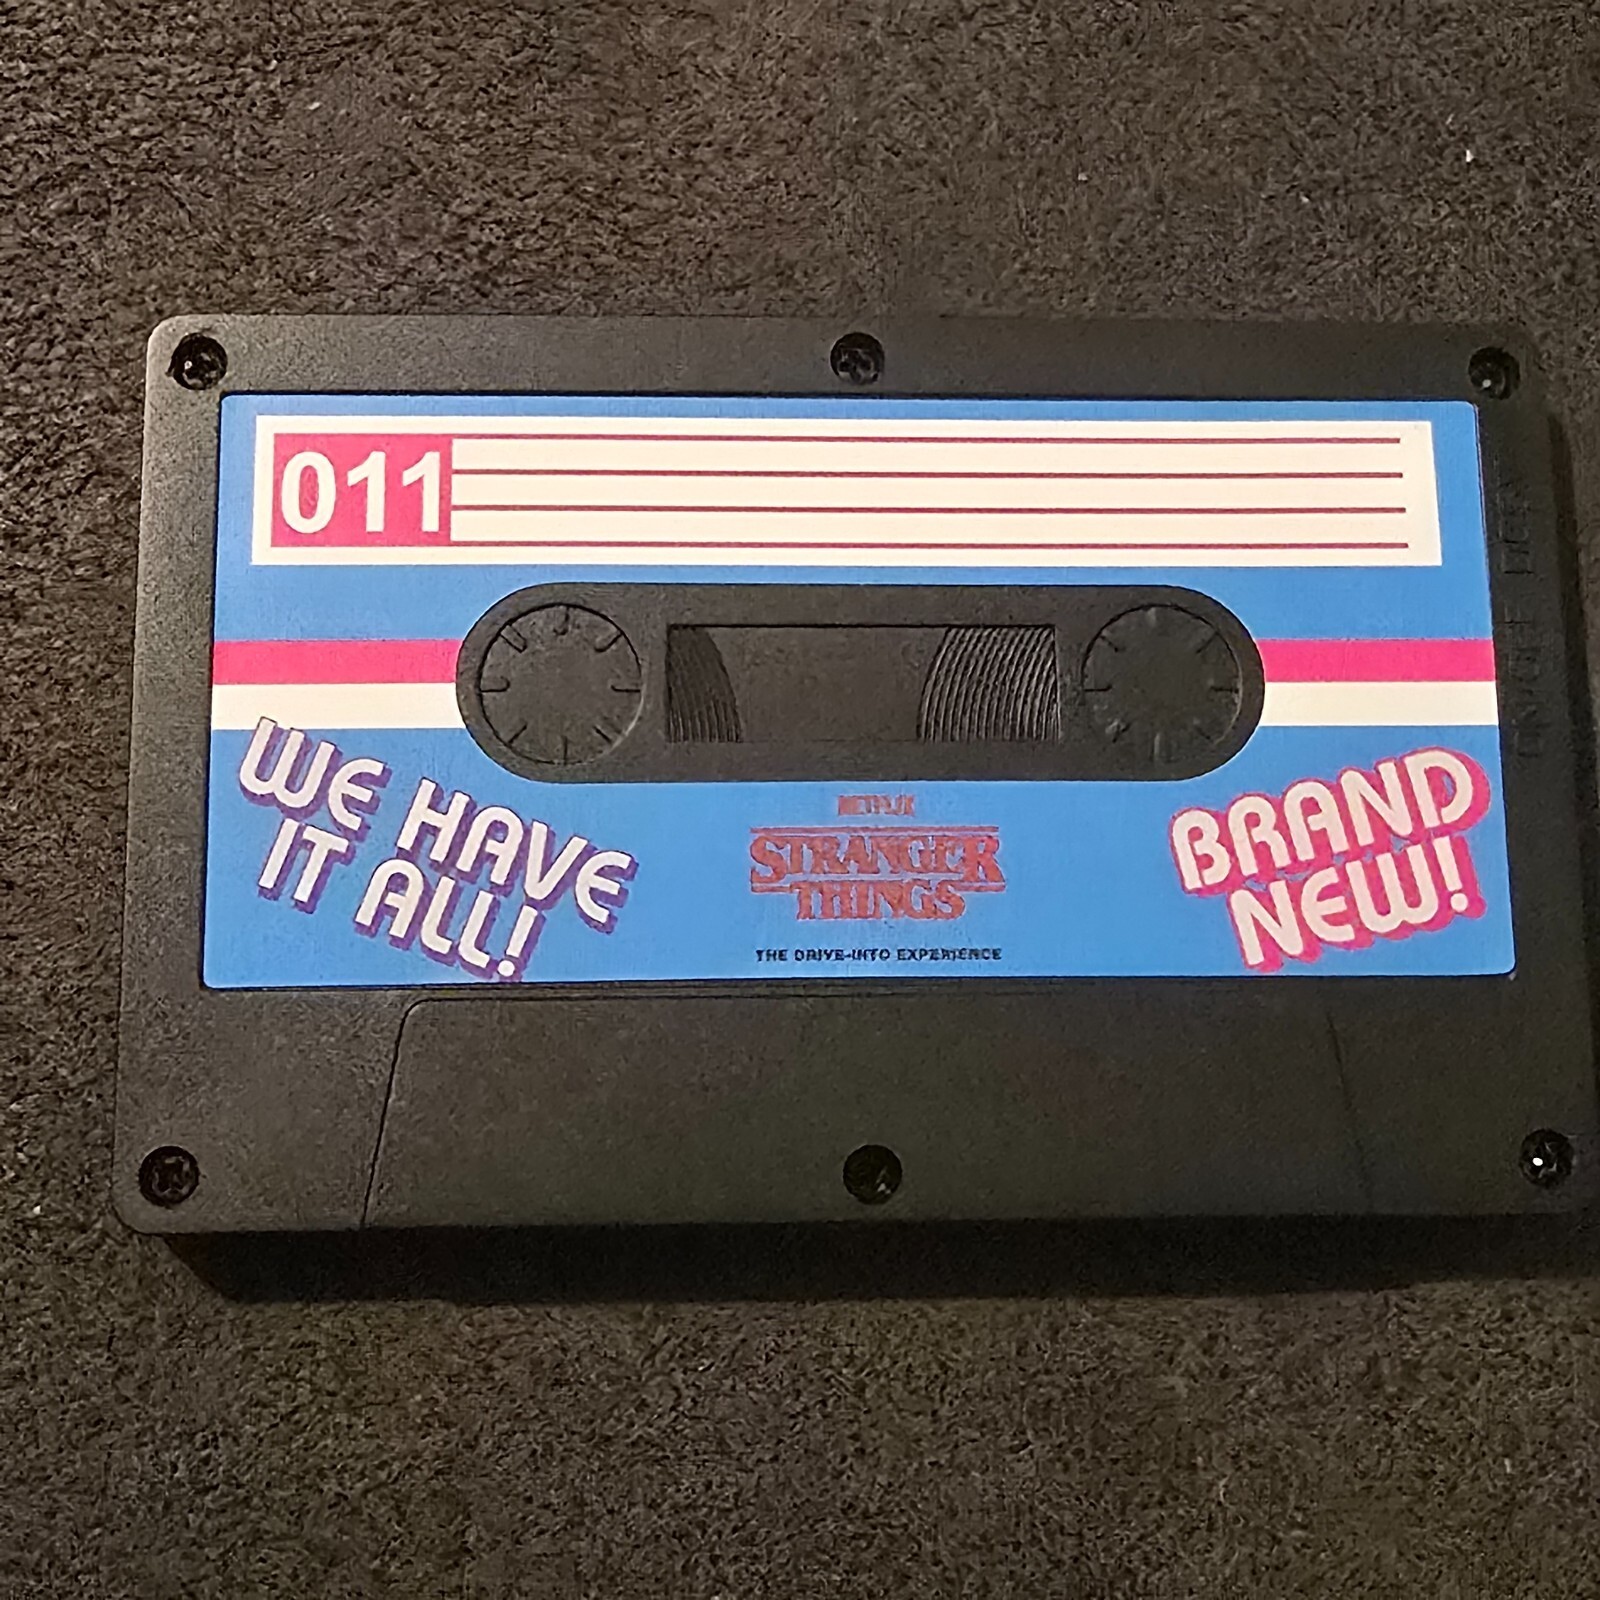 011
WE HAVE
IT ALL!
NETFLIX
STRANGER
THINGS
THE DRIVE-INTO EXPERIENCE
BRAND
NEW!